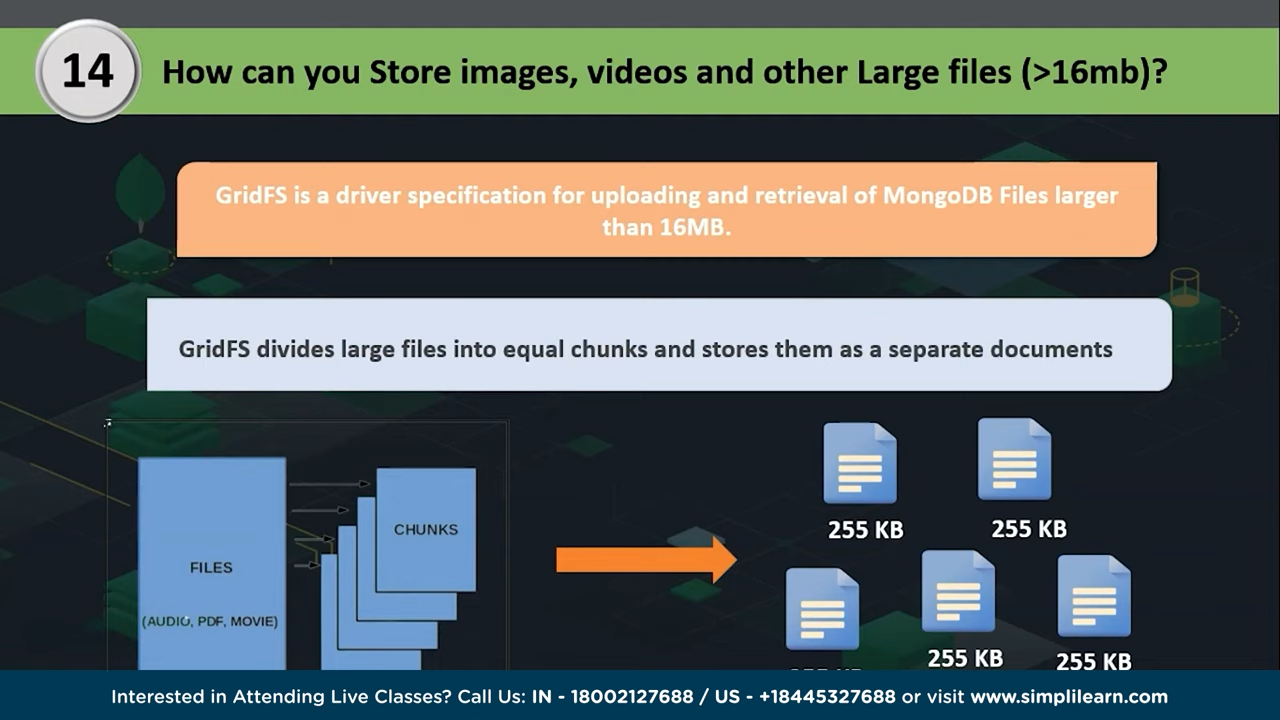 14
How can you Store images, videos and other Large files (>16mb)?
GridFS is a driver specification for uploading and retrieval of MongoDB Files larger
than 16MB.
GridFS divides large files into equal chunks and stores them as a separate documents
FILES
(AUDIO, PDF, MOVIE)
CHUNKS
255 KB
255 KB
255 KB
255 KB
Interested in Attending Live Classes? Call Us: IN - 18002127688 / US - +18445327688 or visit www.simplilearn.com